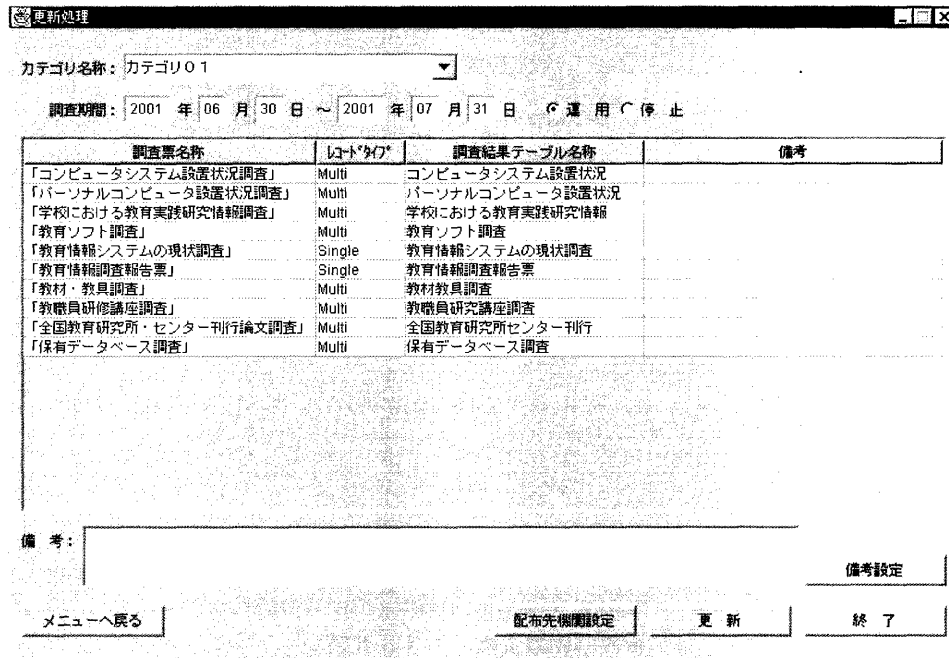 更新処理
カテゴリ名称： カテゴリ０１
調査期間： 2001 年 06 月 30 日 ～ 2001 年 07 月 31 日 運 用 停 止
調査票名称 ﾚｺｰﾄﾞﾀｲﾌﾟ 調査結果テーブル名称 備考
「コンピュータシステム設置状況調査」 Multi コンピュータシステム設置状況
「パーソナルコンピュータ設置状況調査」 Multi パーソナルコンピュータ設置状況
「学校における教育実践研究情報調査」 Multi 学校における教育実践研究情報
「教育ソフト調査」 Multi 教育ソフト調査
「教育情報システムの現状調査」 Single 教育情報システムの現状調査
「教育情報調査報告票」 Single 教育情報調査報告票
「教材・教具調査」 Multi 教材教具調査
「教職員研修講座調査」 Multi 教職員研究講座調査
「全国教育研究所・センター刊行論文調査」 Multi 全国教育研究所センター刊行
「保有データベース調査」 Multi 保有データベース調査
備 考：
備考設定
メニューへ戻る 配布先機関設定 更 新 終 了